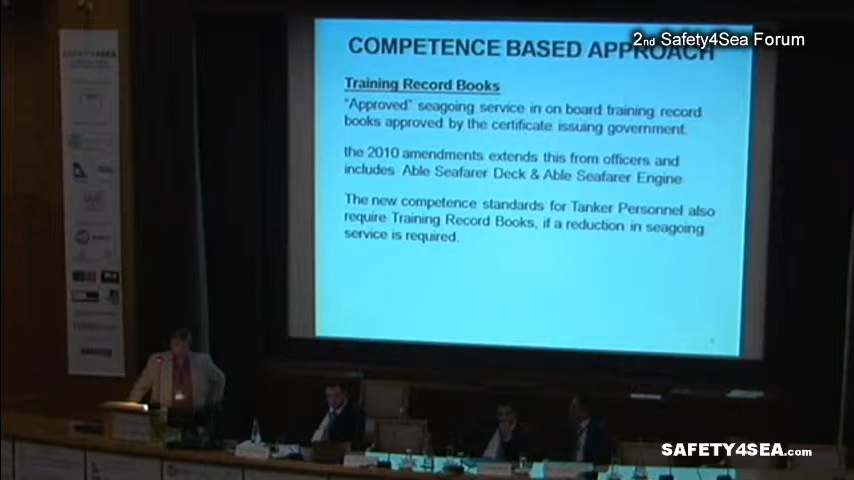 2nd Safety4Sea Forum
SAFETY4SEA
COMPETENCE BASED APPROACH
Training Record Books
"Approved" seagoing service in on board training record
books approved by the certificate issuing government.
the 2010 amendments extends this from officers and
includes Able Seafarer Deck & Able Seafarer Engine
The new competence standards for Tanker Personnel also
require Training Record Books, if a reduction in seagoing
service is required.
SAFETY4SEA.com